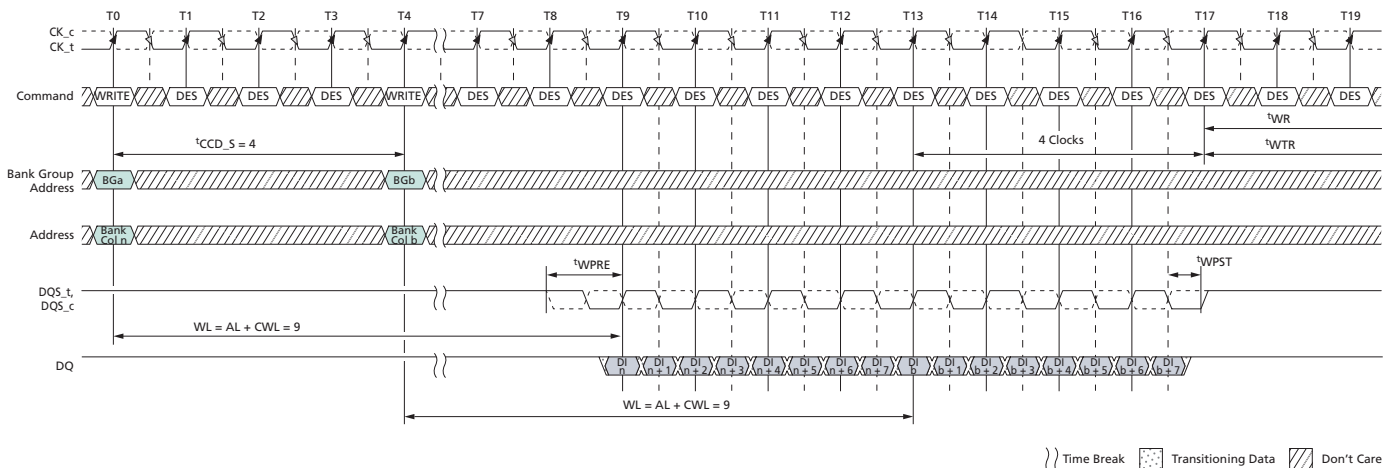 T0 T1 T2 T3 T4 T7 T8 T9 T10 T11 T12 T13 T14 T15 T16 T17 T18 T19
CK_c
CK_t
Command WRITE DES DES DES WRITE DES DES DES DES DES DES DES DES DES DES DES DES DES
tWR
tCCD_S = 4 4 Clocks tWTR
Bank Group
Address BGa BGb
Address Bank
Col n Bank
Col b
tWPRE tWPST
DQS_t,
DQS_c
WL = AL + CWL = 9
DQ DI
n DI
n + 1 DI
n + 2 DI
n + 3 DI
n + 4 DI
n + 5 DI
n + 6 DI
n + 7 DI
b DI
b + 1 DI
b + 2 DI
b + 3 DI
b + 4 DI
b + 5 DI
b + 6 DI
b + 7
WL = AL + CWL = 9
Time Break Transitioning Data Don't Care